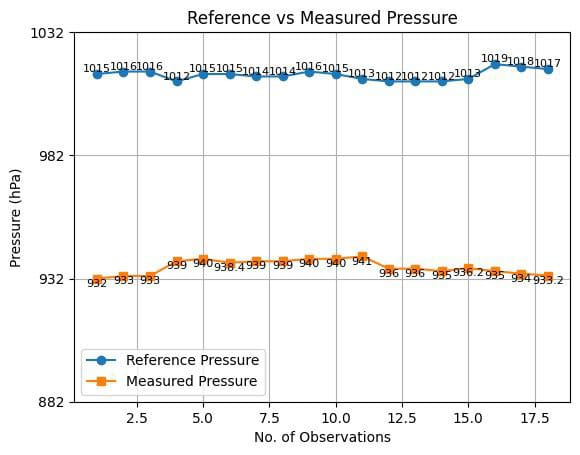 Reference vs Measured Pressure
1032
1015 1016 1016 1012 1015 1015 1014 1014 1016 1015 1013 1012 1012 1012 1013 1019 1018 1017
982
Pressure (hPa)
932 933 933 939 940 938.4 939 939 940 940 941 936 936 935 936.2 935 934 933.2
932
Reference Pressure
Measured Pressure
882
2.5 5.0 7.5 10.0 12.5 15.0 17.5
No. of Observations